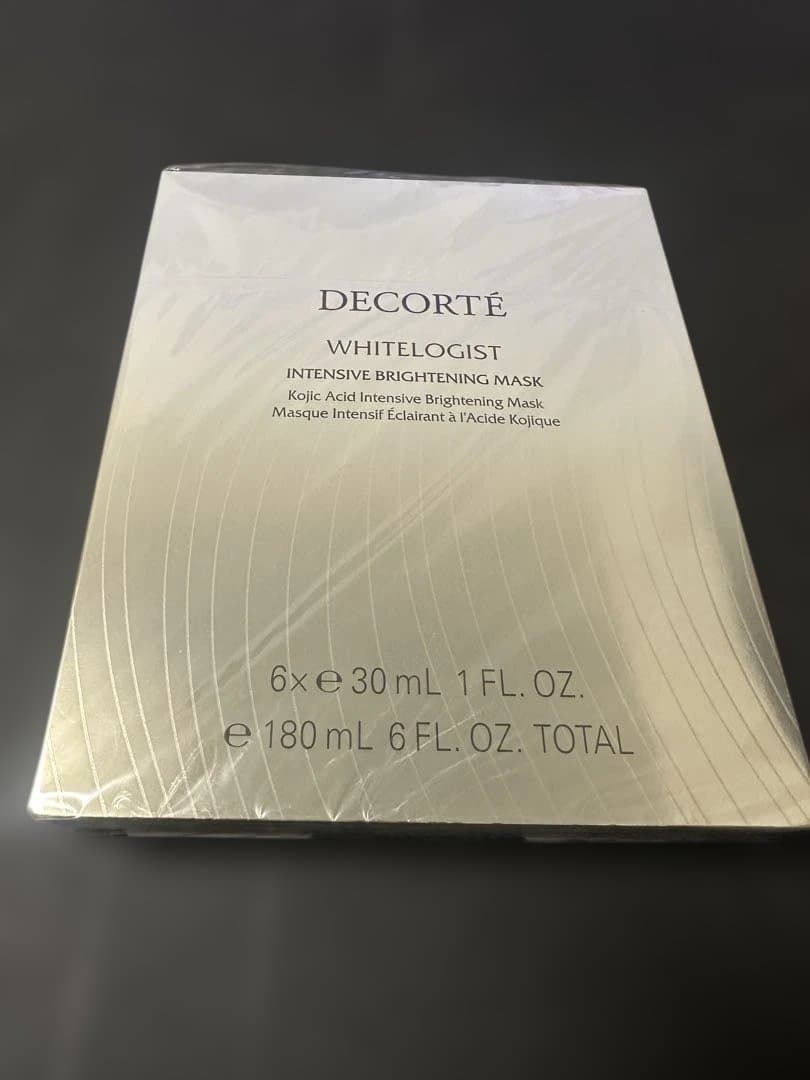 DECORTÉ
WHITELOGIST
INTENSIVE BRIGHTENING MASK
Kojic Acid Intensive Brightening Mask
Masque Intensif Éclairant à l'Acide Kojique
6x ℮ 30 mL 1 FL. OZ.
℮ 180 mL 6 FL. OZ. TOTAL